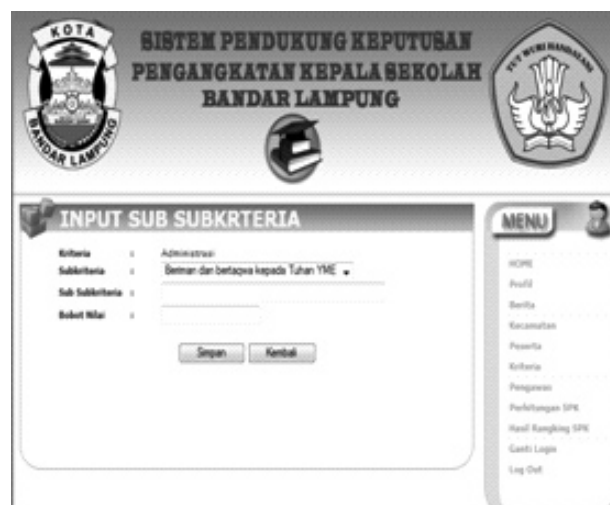 KOTA
BANDAR LAMPUNG
SISTEM PENDUKUNG KEPUTUSAN
PENGANGKATAN KEPALA SEKOLAH
BANDAR LAMPUNG
TUT WURI HANDAYANI
INPUT SUB SUBKRTERIA
Kriteria : Administrasi
Subkriteria : Beriman dan bertaqwa kepada Tuhan YME
Sub Subkriteria :
Bobot Nilai :
Simpan Kembali
MENU
HOME
Profil
Berita
Kecamatan
Peserta
Kriteria
Pengawas
Perhitungan SPK
Hasil Rangking SPK
Ganti Login
Log Out